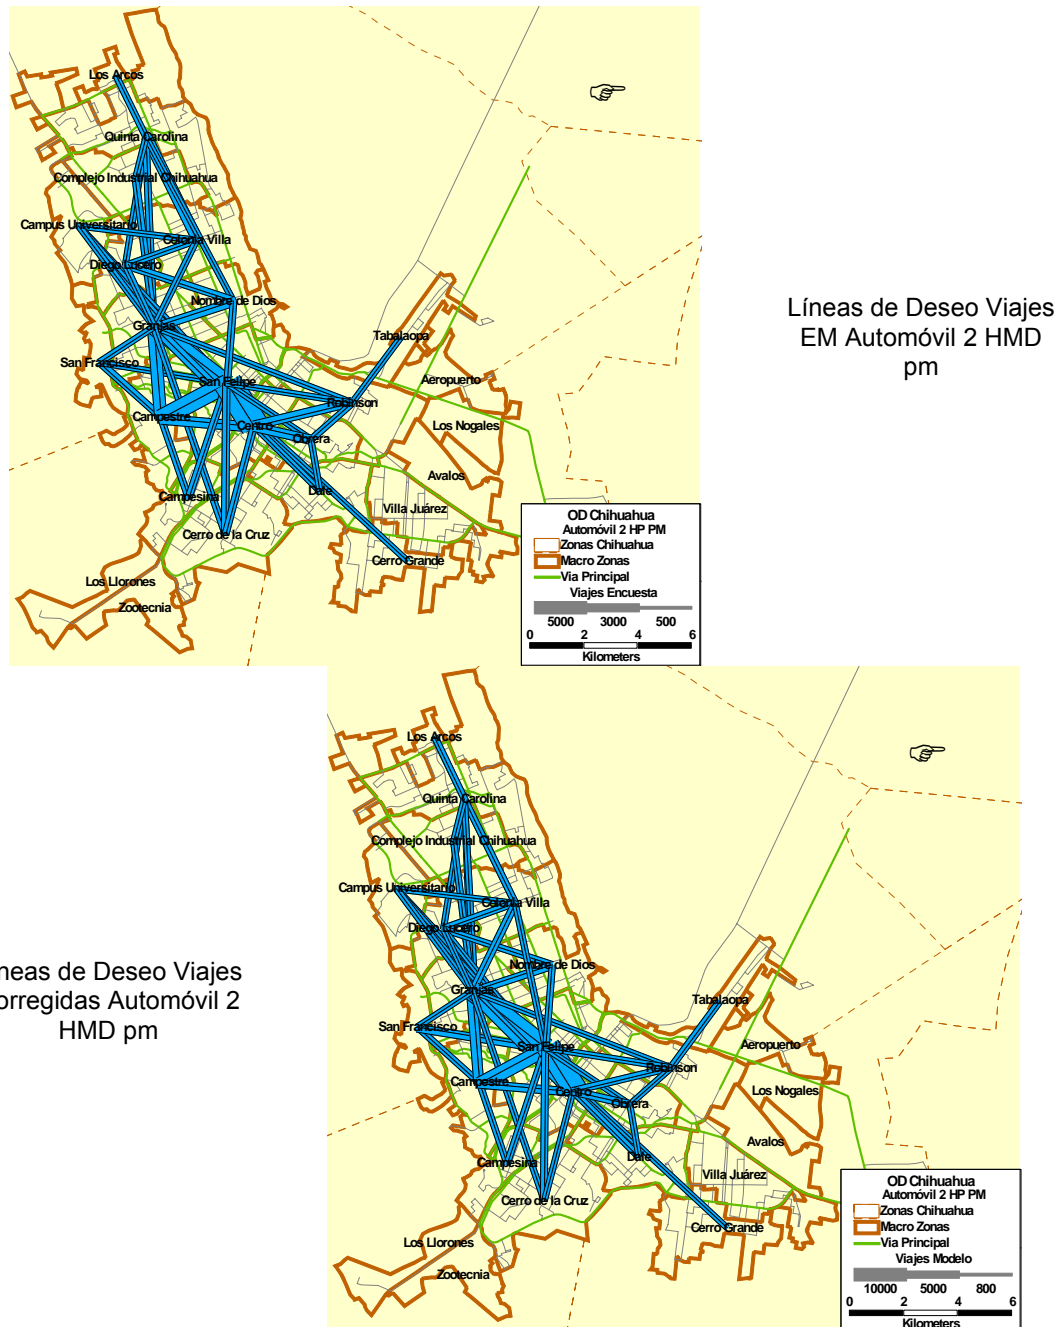 Los Arcos
Quinta Carolina
Complejo Industrial Chihuahua
Campus Universitario
Colonia Villa
Diego Lucero
Nombre de Dios
Granjas
Tabalaopa
San Francisco
San Felipe
Aeropuerto
Robinson
Campestre
Centro
Los Nogales
Obrera
Avalos
Dale
Campesina
Villa Juárez
Cerro de la Cruz
Cerro Grande
Los Llorones
Zootecnia
OD Chihuahua
Automóvil 2 HP PM
Zonas Chihuahua
Macro Zonas
Via Principal
Viajes Encuesta
5000 3000 500
0 2 4 6
Kilometers
Líneas de Deseo Viajes
EM Automóvil 2 HMD
pm
neas de Deseo Viajes
orregidas Automóvil 2
HMD pm
Los Arcos
Quinta Carolina
Complejo Industrial Chihuahua
Campus Universitario
Colonia Villa
Diego Lucero
Nombre de Dios
Granjas
Tabalaopa
San Francisco
San Felipe
Aeropuerto
Robinson
Campestre
Centro
Los Nogales
Obrera
Avalos
Dale
Campesina
Villa Juárez
Cerro de la Cruz
Cerro Grande
Los Llorones
Zootecnia
OD Chihuahua
Automóvil 2 HP PM
Zonas Chihuahua
Macro Zonas
Via Principal
Viajes Modelo
10000 5000 800
0 2 4 6
Kilometers